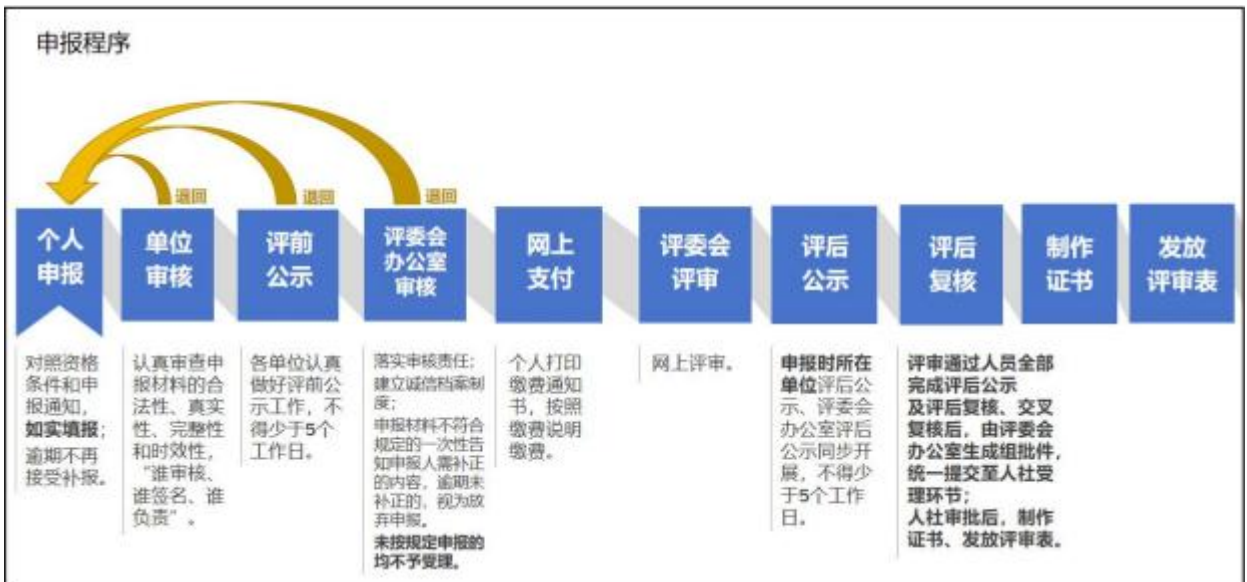 申报程序
退回
退回
退回
个人
申报
单位
审核
评前
公示
评委会
办公室
审核
网上
支付
评委会
评审
评后
公示
评后
复核
制作
证书
发放
评审表
对照资格
条件和申
报通知，
如实填报；
逾期不再
接受补报。
认真审查申
报材料的合
法性、真实
性、完整性
和时效性，
“谁审核、
谁签名、谁
负责”。
各单位认真
做好评前公
示工作，不
得少于5个
工作日。
落实审核责任；
建立诚信档案制
度；
申报材料不符合
规定的一次性告
知申报人需补正
的内容，逾期未
补正的，视为放
弃申报。
未按规定申报的
均不予受理。
个人打印
缴费通知
书，按照
缴费说明
缴费。
网上评审。
申报时所在
单位评后公
示、评委会
办公室评后
公示同步开
展，不得少
于5个工作
日。
评审通过人员全部
完成评后公示
及评后复核、交叉
复核后，由评委会
办公室生成组批件，
统一提交至人社受
理环节；
人社审批后，制作
证书、发放评审表。